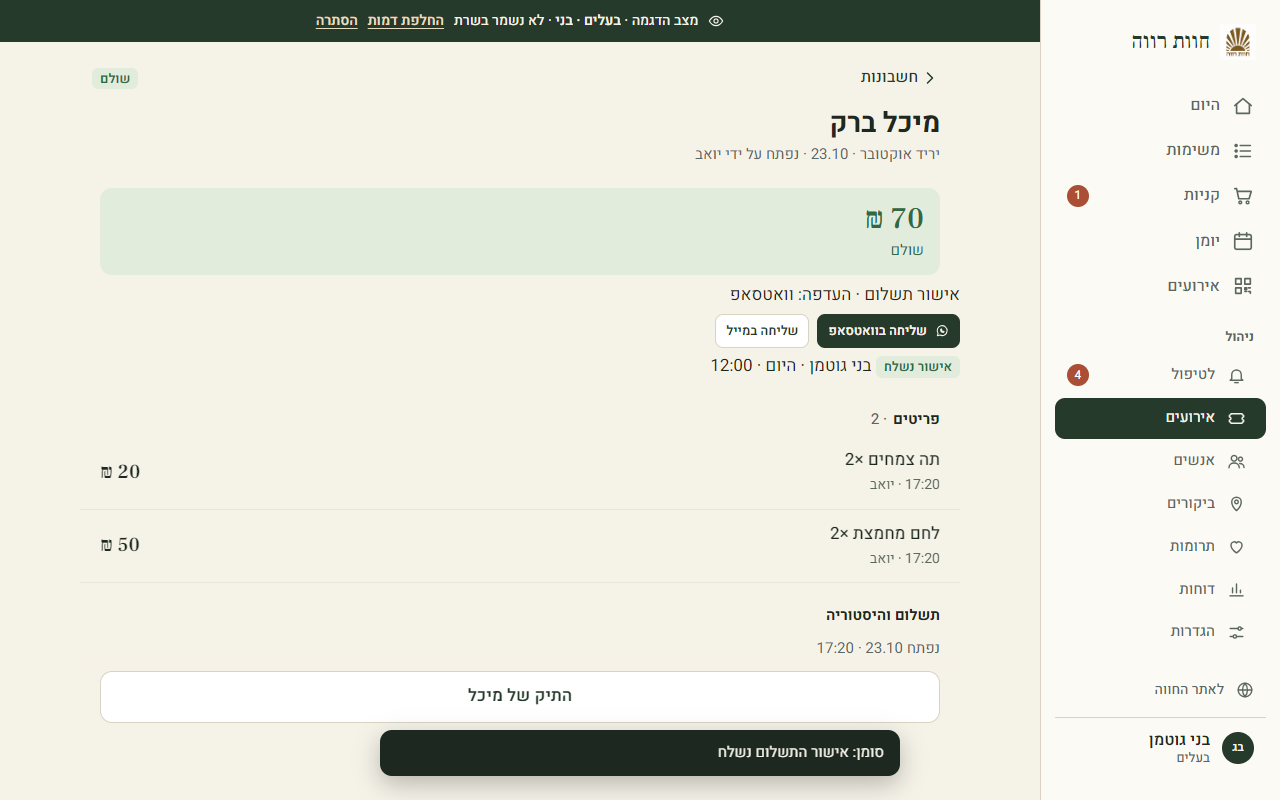 מצב הדגמה · בעלים · בני · לא נשמר בשרת החלפת דמות הסתרה
חוות רווה
היום
משימות
קניות 1
יומן
אירועים
ניהול
לטיפול 4
אירועים
אנשים
ביקורים
תרומות
דוחות
הגדרות
לאתר החווה
בג
בני גוטמן
בעלים
חשבונות
שולם
מיכל ברק
יריד אוקטובר · 23.10 · נפתח על ידי יואב
70 ₪
שולם
אישור תשלום · העדפה: וואטסאפ
שליחה בוואטסאפ
שליחה במייל
אישור נשלח בני גוטמן · היום · 12:00
פריטים · 2
תה צמחים ×2
20 ₪
17:20 · יואב
לחם מחמצת ×2
50 ₪
17:20 · יואב
תשלום והיסטוריה
נפתח 23.10 · 17:20
התיק של מיכל
סומן: אישור התשלום נשלח